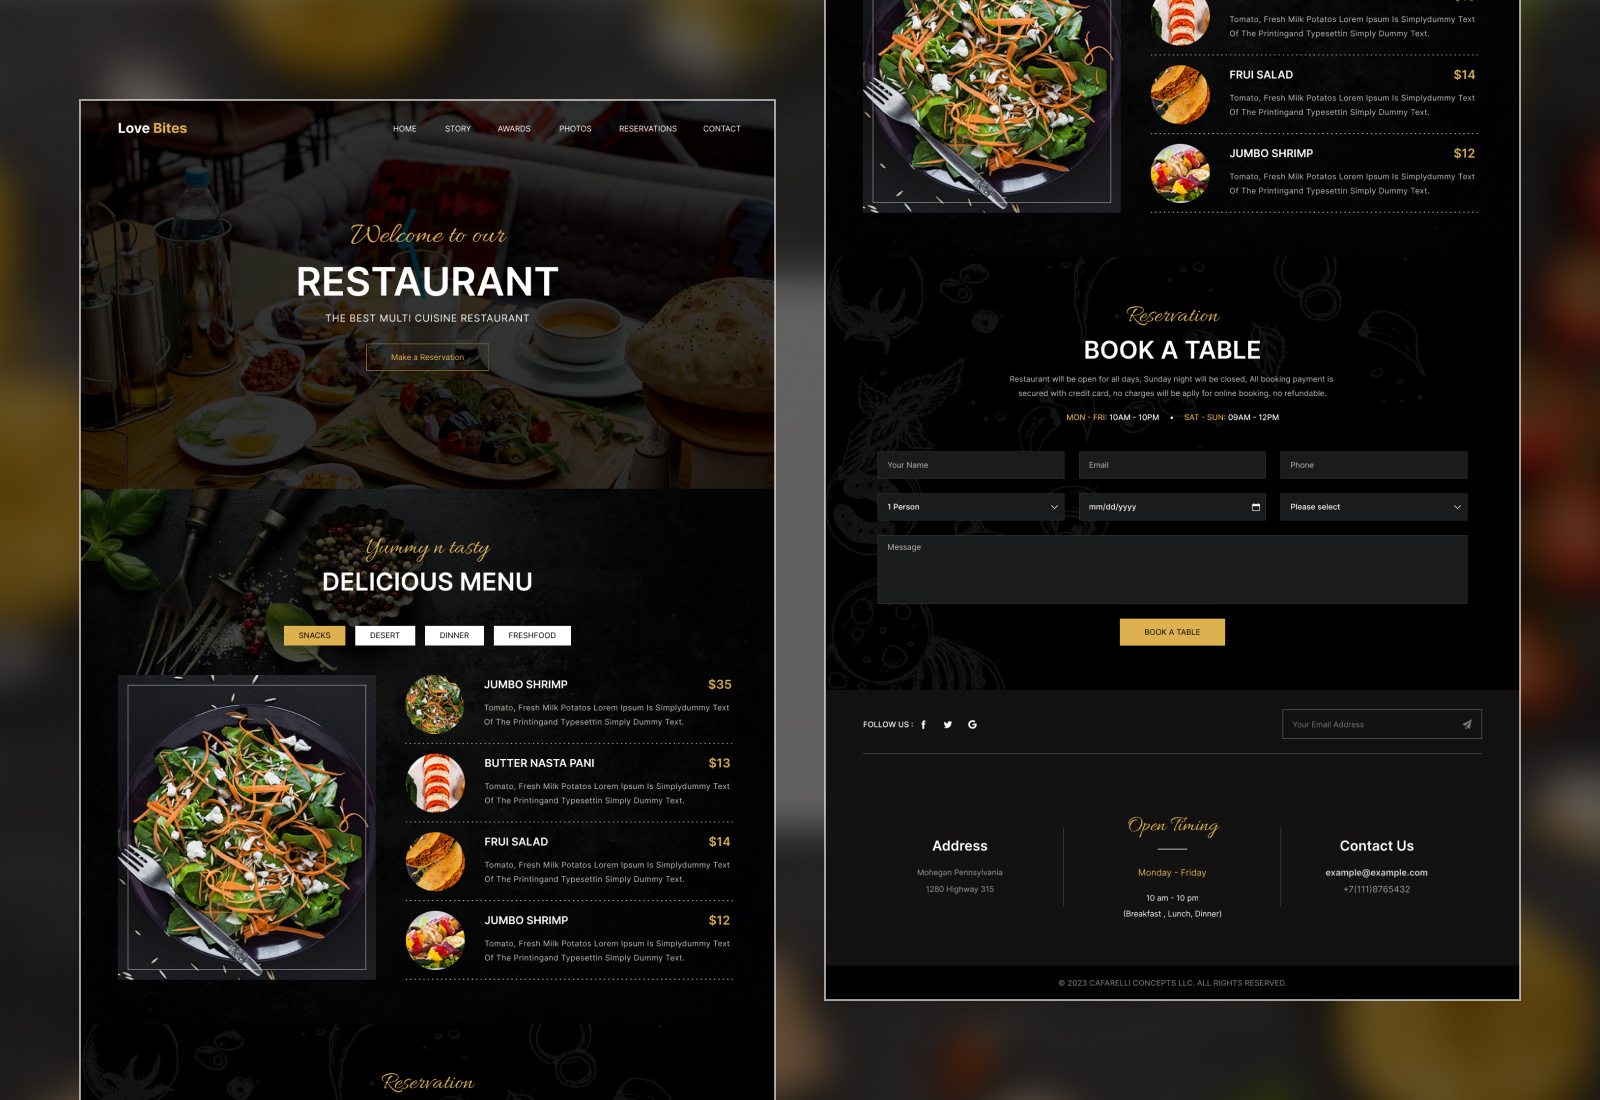 Love Bites
HOME STORY AWARDS PHOTOS RESERVATIONS CONTACT
Welcome to our
RESTAURANT
THE BEST MULTI CUISINE RESTAURANT
Make a Reservation
Yummy n tasty
DELICIOUS MENU
SNACKS DESERT DINNER FRESHFOOD
JUMBO SHRIMP $35
Tomato, Fresh Milk Potatos Lorem Ipsum Is Simplydummy Text
Of The Printingand Typesettin Simply Dummy Text.
BUTTER NASTA PANI $13
Tomato, Fresh Milk Potatos Lorem Ipsum Is Simplydummy Text
Of The Printingand Typesettin Simply Dummy Text.
FRUI SALAD $14
Tomato, Fresh Milk Potatos Lorem Ipsum Is Simplydummy Text
Of The Printingand Typesettin Simply Dummy Text.
JUMBO SHRIMP $12
Tomato, Fresh Milk Potatos Lorem Ipsum Is Simplydummy Text
Of The Printingand Typesettin Simply Dummy Text.
Reservation
Tomato, Fresh Milk Potatos Lorem Ipsum Is Simplydummy Text
Of The Printingand Typesettin Simply Dummy Text.
FRUI SALAD $14
Tomato, Fresh Milk Potatos Lorem Ipsum Is Simplydummy Text
Of The Printingand Typesettin Simply Dummy Text.
JUMBO SHRIMP $12
Tomato, Fresh Milk Potatos Lorem Ipsum Is Simplydummy Text
Of The Printingand Typesettin Simply Dummy Text.
Reservation
BOOK A TABLE
Restaurant will be open for all days, Sunday night will be closed, All booking payment is
secured with credit card, no charges will be aplly for online booking. no refundable.
MON - FRI: 10AM - 10PM • SAT - SUN: 09AM - 12PM
Your Name Email Phone
1 Person mm/dd/yyyy Please select
Message
BOOK A TABLE
FOLLOW US :
Your Email Address
Address
Mohegan Pennsylvania
1280 Highway 315
Open Timing
Monday - Friday
10 am - 10 pm
(Breakfast , Lunch, Dinner)
Contact Us
example@example.com
+7(111)8765432
© 2023 CAFARELLI CONCEPTS LLC. ALL RIGHTS RESERVED.